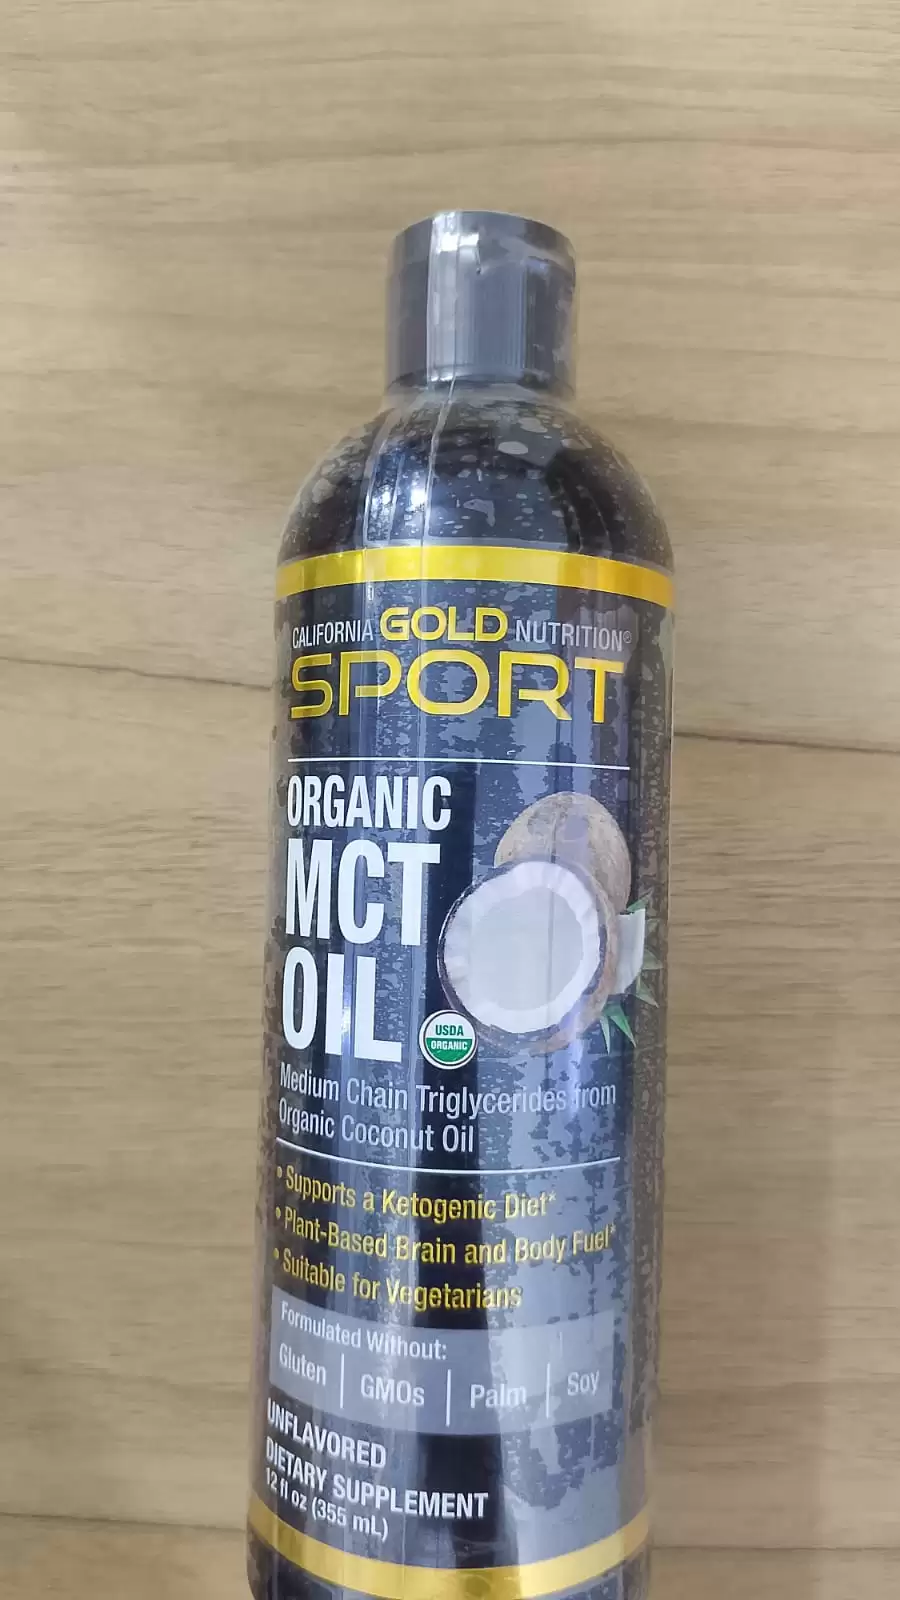 CALIFORNIA GOLD NUTRITION®
SPORT
ORGANIC
MCT
OIL
USDA
ORGANIC
Medium Chain Triglycerides from
Organic Coconut Oil
• Supports a Ketogenic Diet*
• Plant-Based Brain and Body Fuel*
• Suitable for Vegetarians
Formulated Without:
Gluten | GMOs | Palm | Soy
UNFLAVORED
DIETARY SUPPLEMENT
12 fl oz (355 mL)